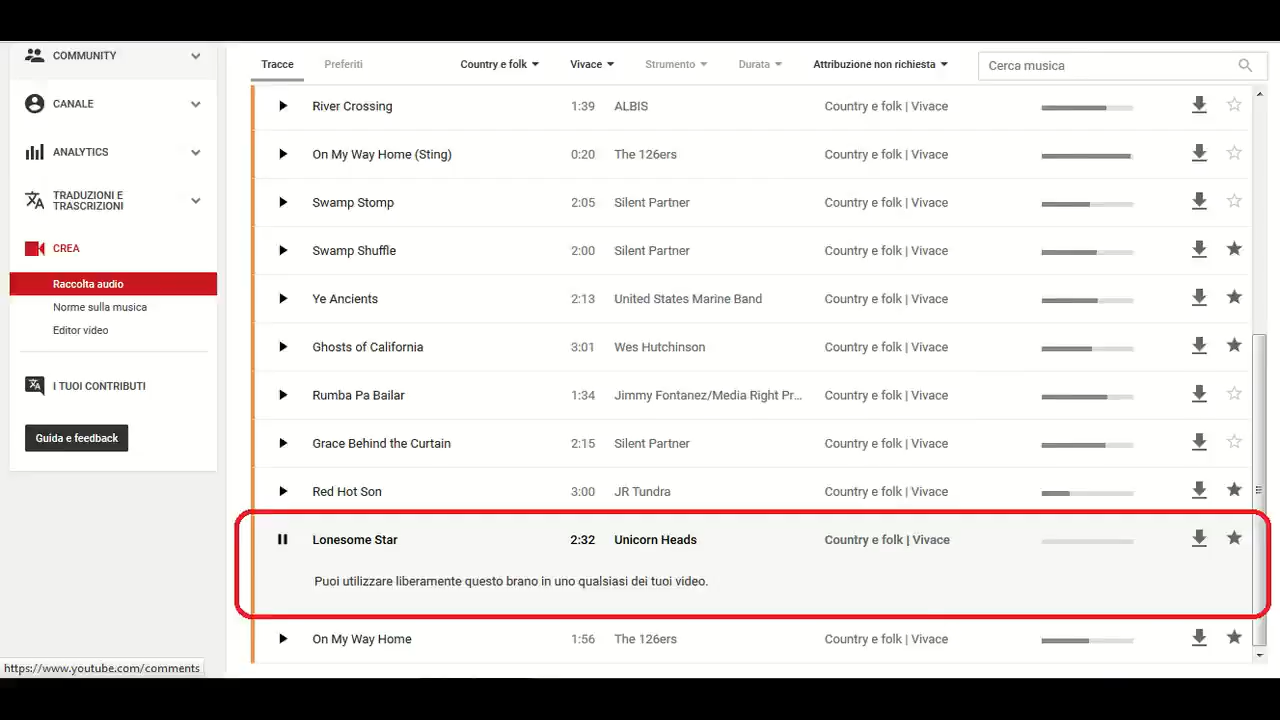 COMMUNITY
CANALE
ANALYTICS
TRADUZIONI E
TRASCRIZIONI
CREA
Raccolta audio
Norme sulla musica
Editor video
I TUOI CONTRIBUTI
Guida e feedback
Tracce Preferiti Country e folk Vivace Strumento Durata Attribuzione non richiesta Cerca musica
River Crossing 1:39 ALBIS Country e folk | Vivace
On My Way Home (Sting) 0:20 The 126ers Country e folk | Vivace
Swamp Stomp 2:05 Silent Partner Country e folk | Vivace
Swamp Shuffle 2:00 Silent Partner Country e folk | Vivace
Ye Ancients 2:13 United States Marine Band Country e folk | Vivace
Ghosts of California 3:01 Wes Hutchinson Country e folk | Vivace
Rumba Pa Bailar 1:34 Jimmy Fontanez/Media Right Pr... Country e folk | Vivace
Grace Behind the Curtain 2:15 Silent Partner Country e folk | Vivace
Red Hot Son 3:00 JR Tundra Country e folk | Vivace
Lonesome Star 2:32 Unicorn Heads Country e folk | Vivace
Puoi utilizzare liberamente questo brano in uno qualsiasi dei tuoi video.
On My Way Home 1:56 The 126ers Country e folk | Vivace
https://www.youtube.com/comments